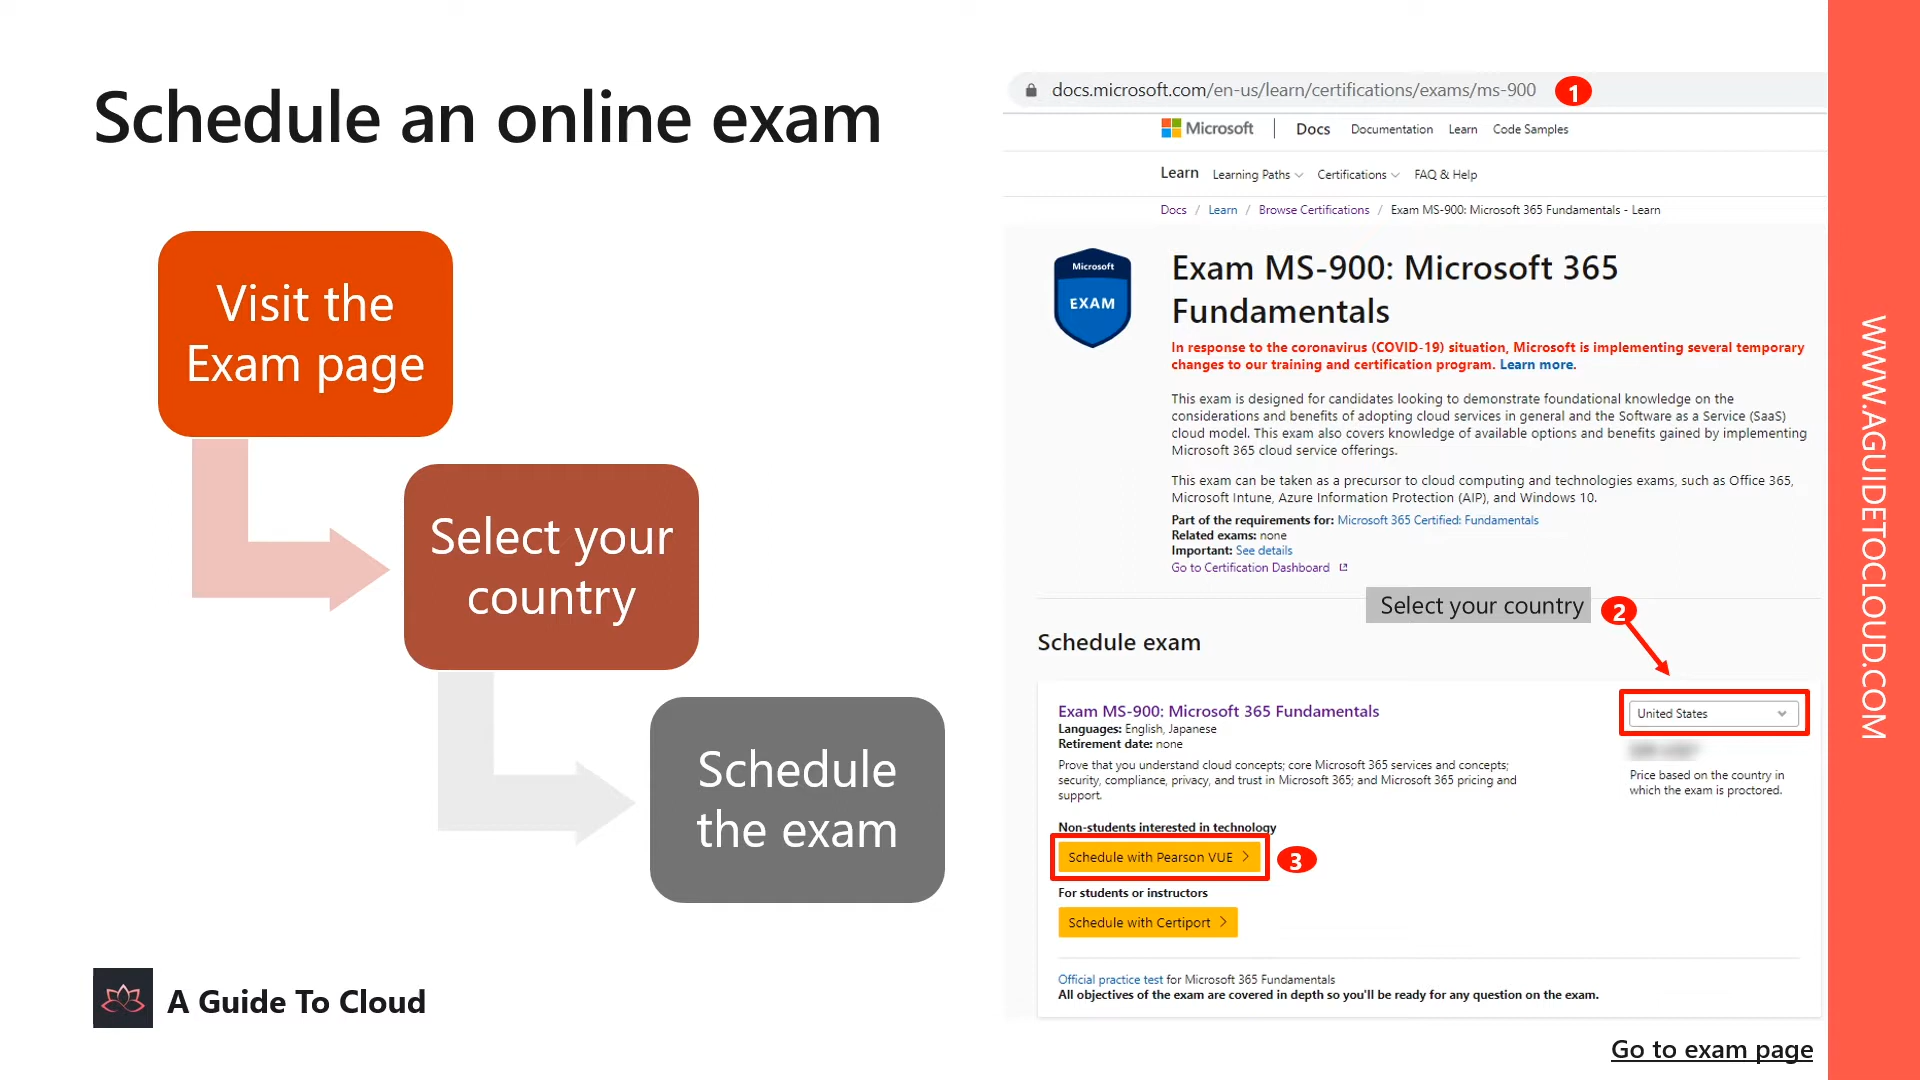 Schedule an online exam
Visit the
Exam page
Select your
country
Schedule
the exam
A Guide To Cloud
docs.microsoft.com/en-us/learn/certifications/exams/ms-900
1
Microsoft
Docs Documentation Learn Code Samples
Learn Learning Paths Certifications FAQ & Help
Docs / Learn / Browse Certifications / Exam MS-900: Microsoft 365 Fundamentals - Learn
Microsoft
EXAM
Exam MS-900: Microsoft 365
Fundamentals
In response to the coronavirus (COVID-19) situation, Microsoft is implementing several temporary
changes to our training and certification program. Learn more.
This exam is designed for candidates looking to demonstrate foundational knowledge on the
considerations and benefits of adopting cloud services in general and the Software as a Service (SaaS)
cloud model. This exam also covers knowledge of available options and benefits gained by implementing
Microsoft 365 cloud service offerings.
This exam can be taken as a precursor to cloud computing and technologies exams, such as Office 365,
Microsoft Intune, Azure Information Protection (AIP), and Windows 10.
Part of the requirements for: Microsoft 365 Certified: Fundamentals
Related exams: none
Important: See details
Go to Certification Dashboard
Select your country
2
Schedule exam
Exam MS-900: Microsoft 365 Fundamentals
Languages: English, Japanese
Retirement date: none
Prove that you understand cloud concepts; core Microsoft 365 services and concepts;
security, compliance, privacy, and trust in Microsoft 365; and Microsoft 365 pricing and
support.
United States
Price based on the country in
which the exam is proctored.
Non-students interested in technology
Schedule with Pearson VUE
3
For students or instructors
Schedule with Certiport
Official practice test for Microsoft 365 Fundamentals
All objectives of the exam are covered in depth so you'll be ready for any question on the exam.
Go to exam page
WWW.AGUIDETOCLOUD.COM